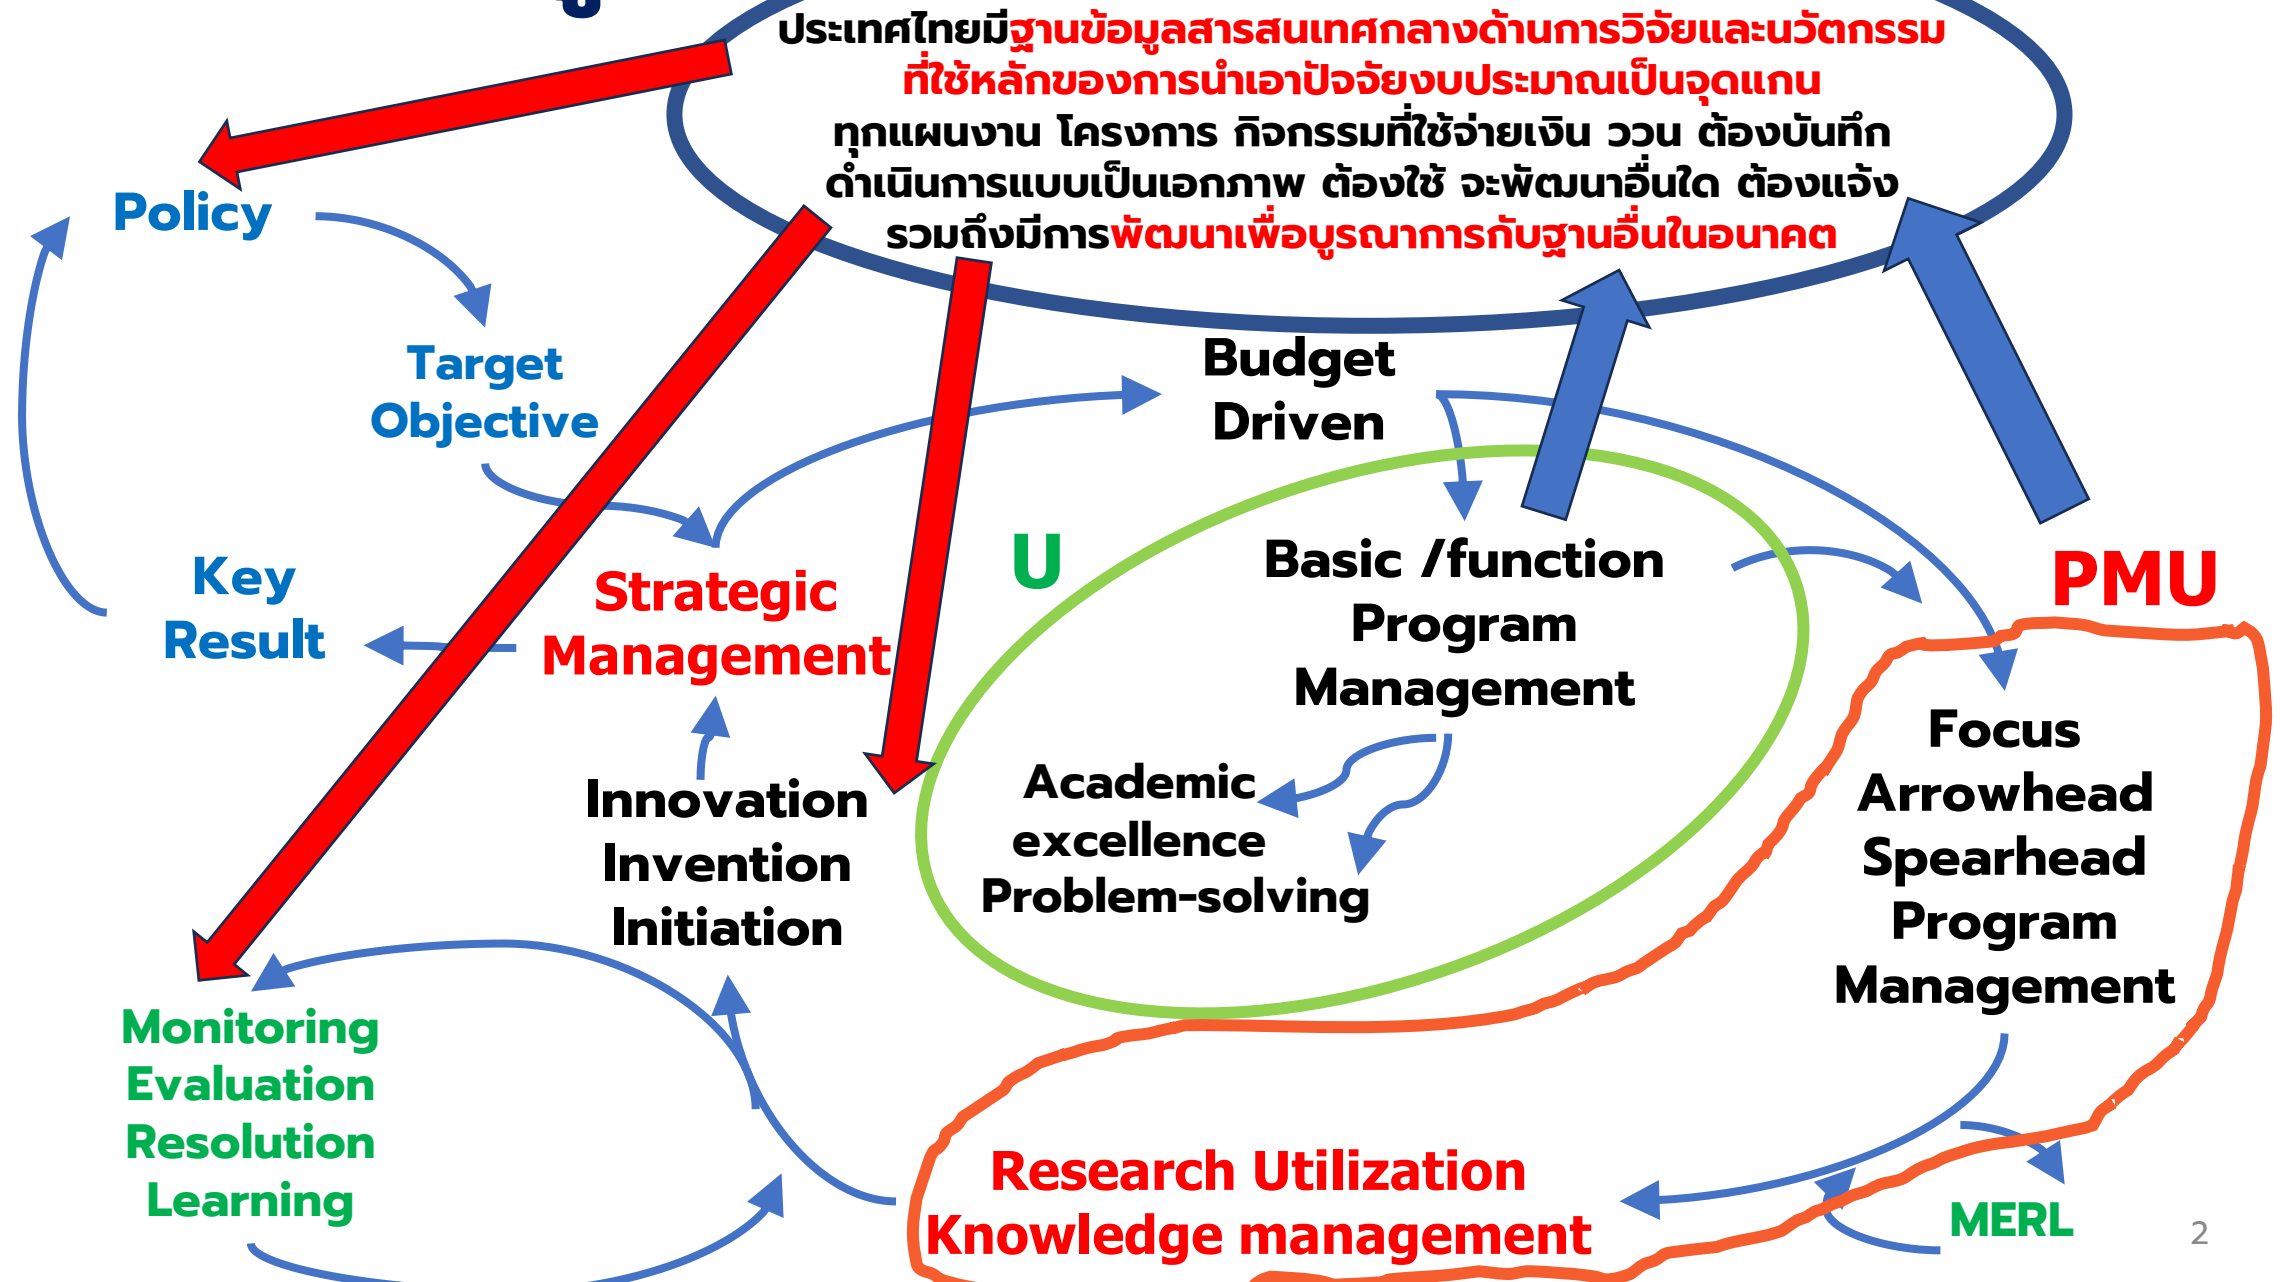 ประเทศไทยมีฐานข้อมูลสารสนเทศกลางด้านการวิจัยและนวัตกรรม
ที่ใช้หลักของการนำเอาปัจจัยงบประมาณเป็นจุดแกน
ทุกแผนงาน โครงการ กิจกรรมที่ใช้จ่ายเงิน ววน ต้องบันทึก
ดำเนินการแบบเป็นเอกภาพ ต้องใช้ จะพัฒนาอื่นใด ต้องแจ้ง
รวมถึงมีการพัฒนาเพื่อบูรณาการกับฐานอื่นในอนาคต
Policy
Target
Objective
Budget
Driven
Key
Result
Strategic
Management
U
Basic /function
Program
Management
PMU
Innovation
Invention
Initiation
Academic
excellence
Problem-solving
Focus
Arrowhead
Spearhead
Program
Management
Monitoring
Evaluation
Resolution
Learning
Research Utilization
Knowledge management
MERL
2